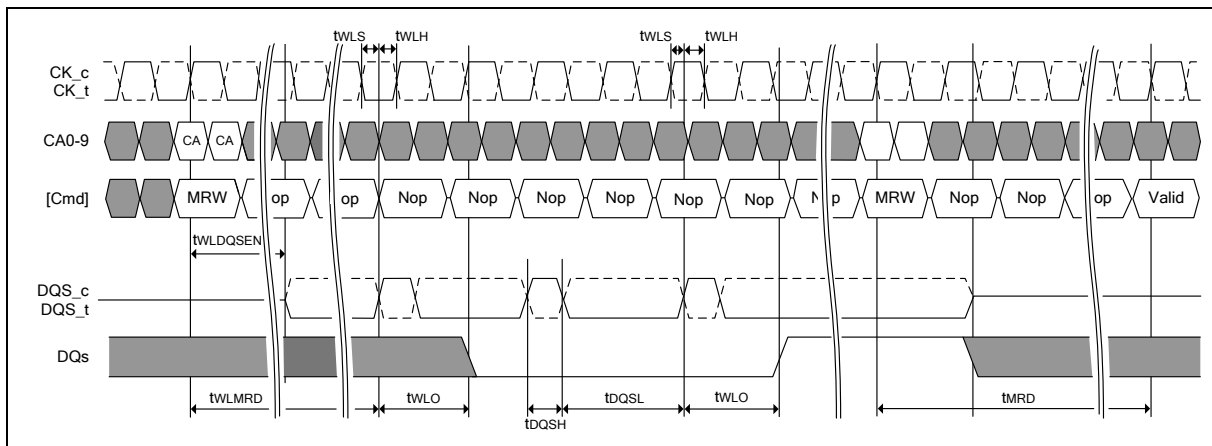 tWLS tWLH tWLS tWLH
CK_c
CK_t
CA0-9 CA CA
[Cmd] MRW op op Nop Nop Nop Nop Nop Nop N p MRW Nop Nop op Valid
tWLDQSEN
DQS_c
DQS_t
DQs
tWLMRD tWLO tDQSH tDQSL tWLO tMRD